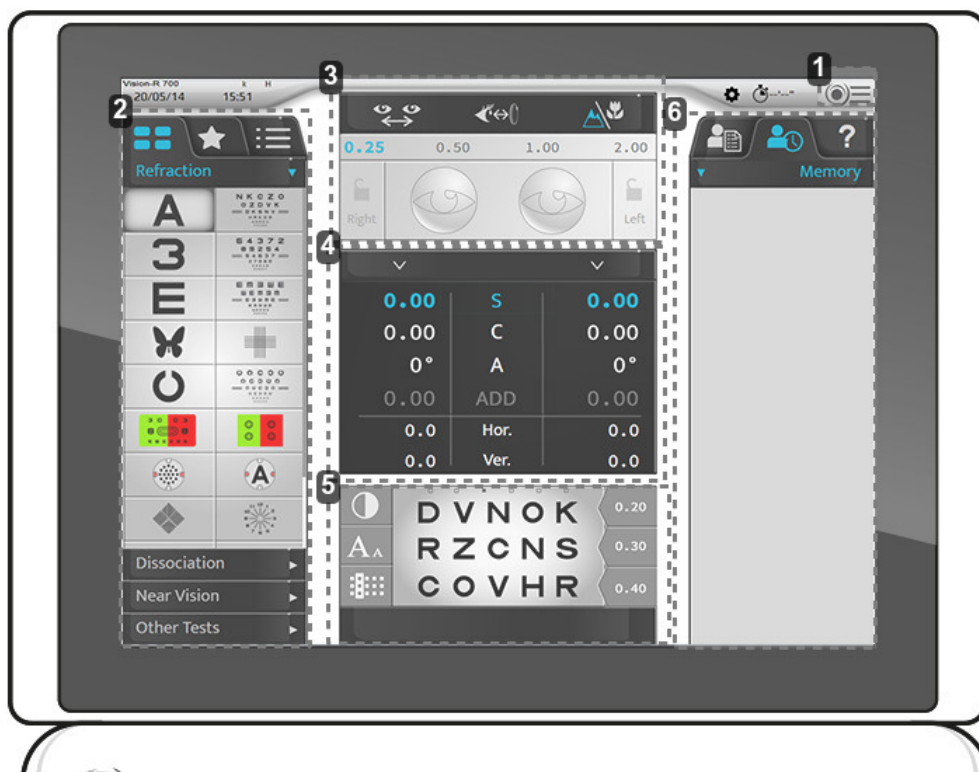 Vision-R 700 k H
20/05/14 15:51
1
2
3
4
5
6
Refraction
A
N K C Z O
3
E
A
Dissociation
Near Vision
Other Tests
0.25 0.50 1.00 2.00
Right Left
0.00 S 0.00
0.00 C 0.00
0° A 0°
0.00 ADD 0.00
0.0 Hor. 0.0
0.0 Ver. 0.0
D V N O K 0.20
A A R Z C N S 0.30
C O V H R 0.40
?
Memory